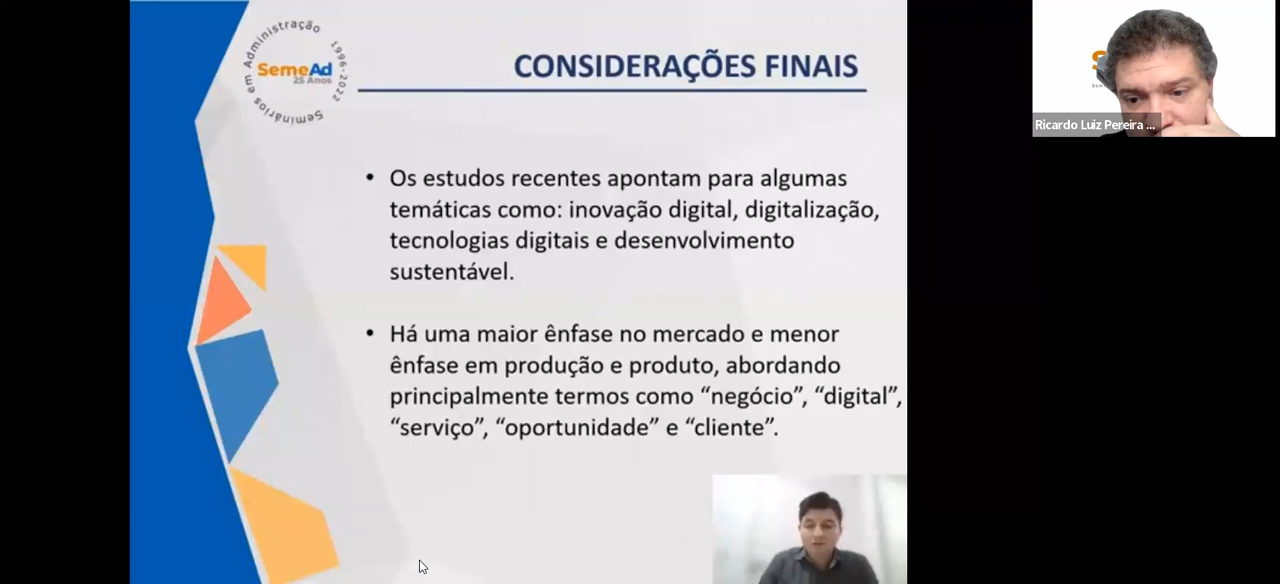 Seminários em Administração 1996-2022
SemeAd
25 Anos
CONSIDERAÇÕES FINAIS
Ricardo Luiz Pereira ...
• Os estudos recentes apontam para algumas
temáticas como: inovação digital, digitalização,
tecnologias digitais e desenvolvimento
sustentável.
• Há uma maior ênfase no mercado e menor
ênfase em produção e produto, abordando
principalmente termos como “negócio”, “digital”,
“serviço”, “oportunidade” e “cliente”.